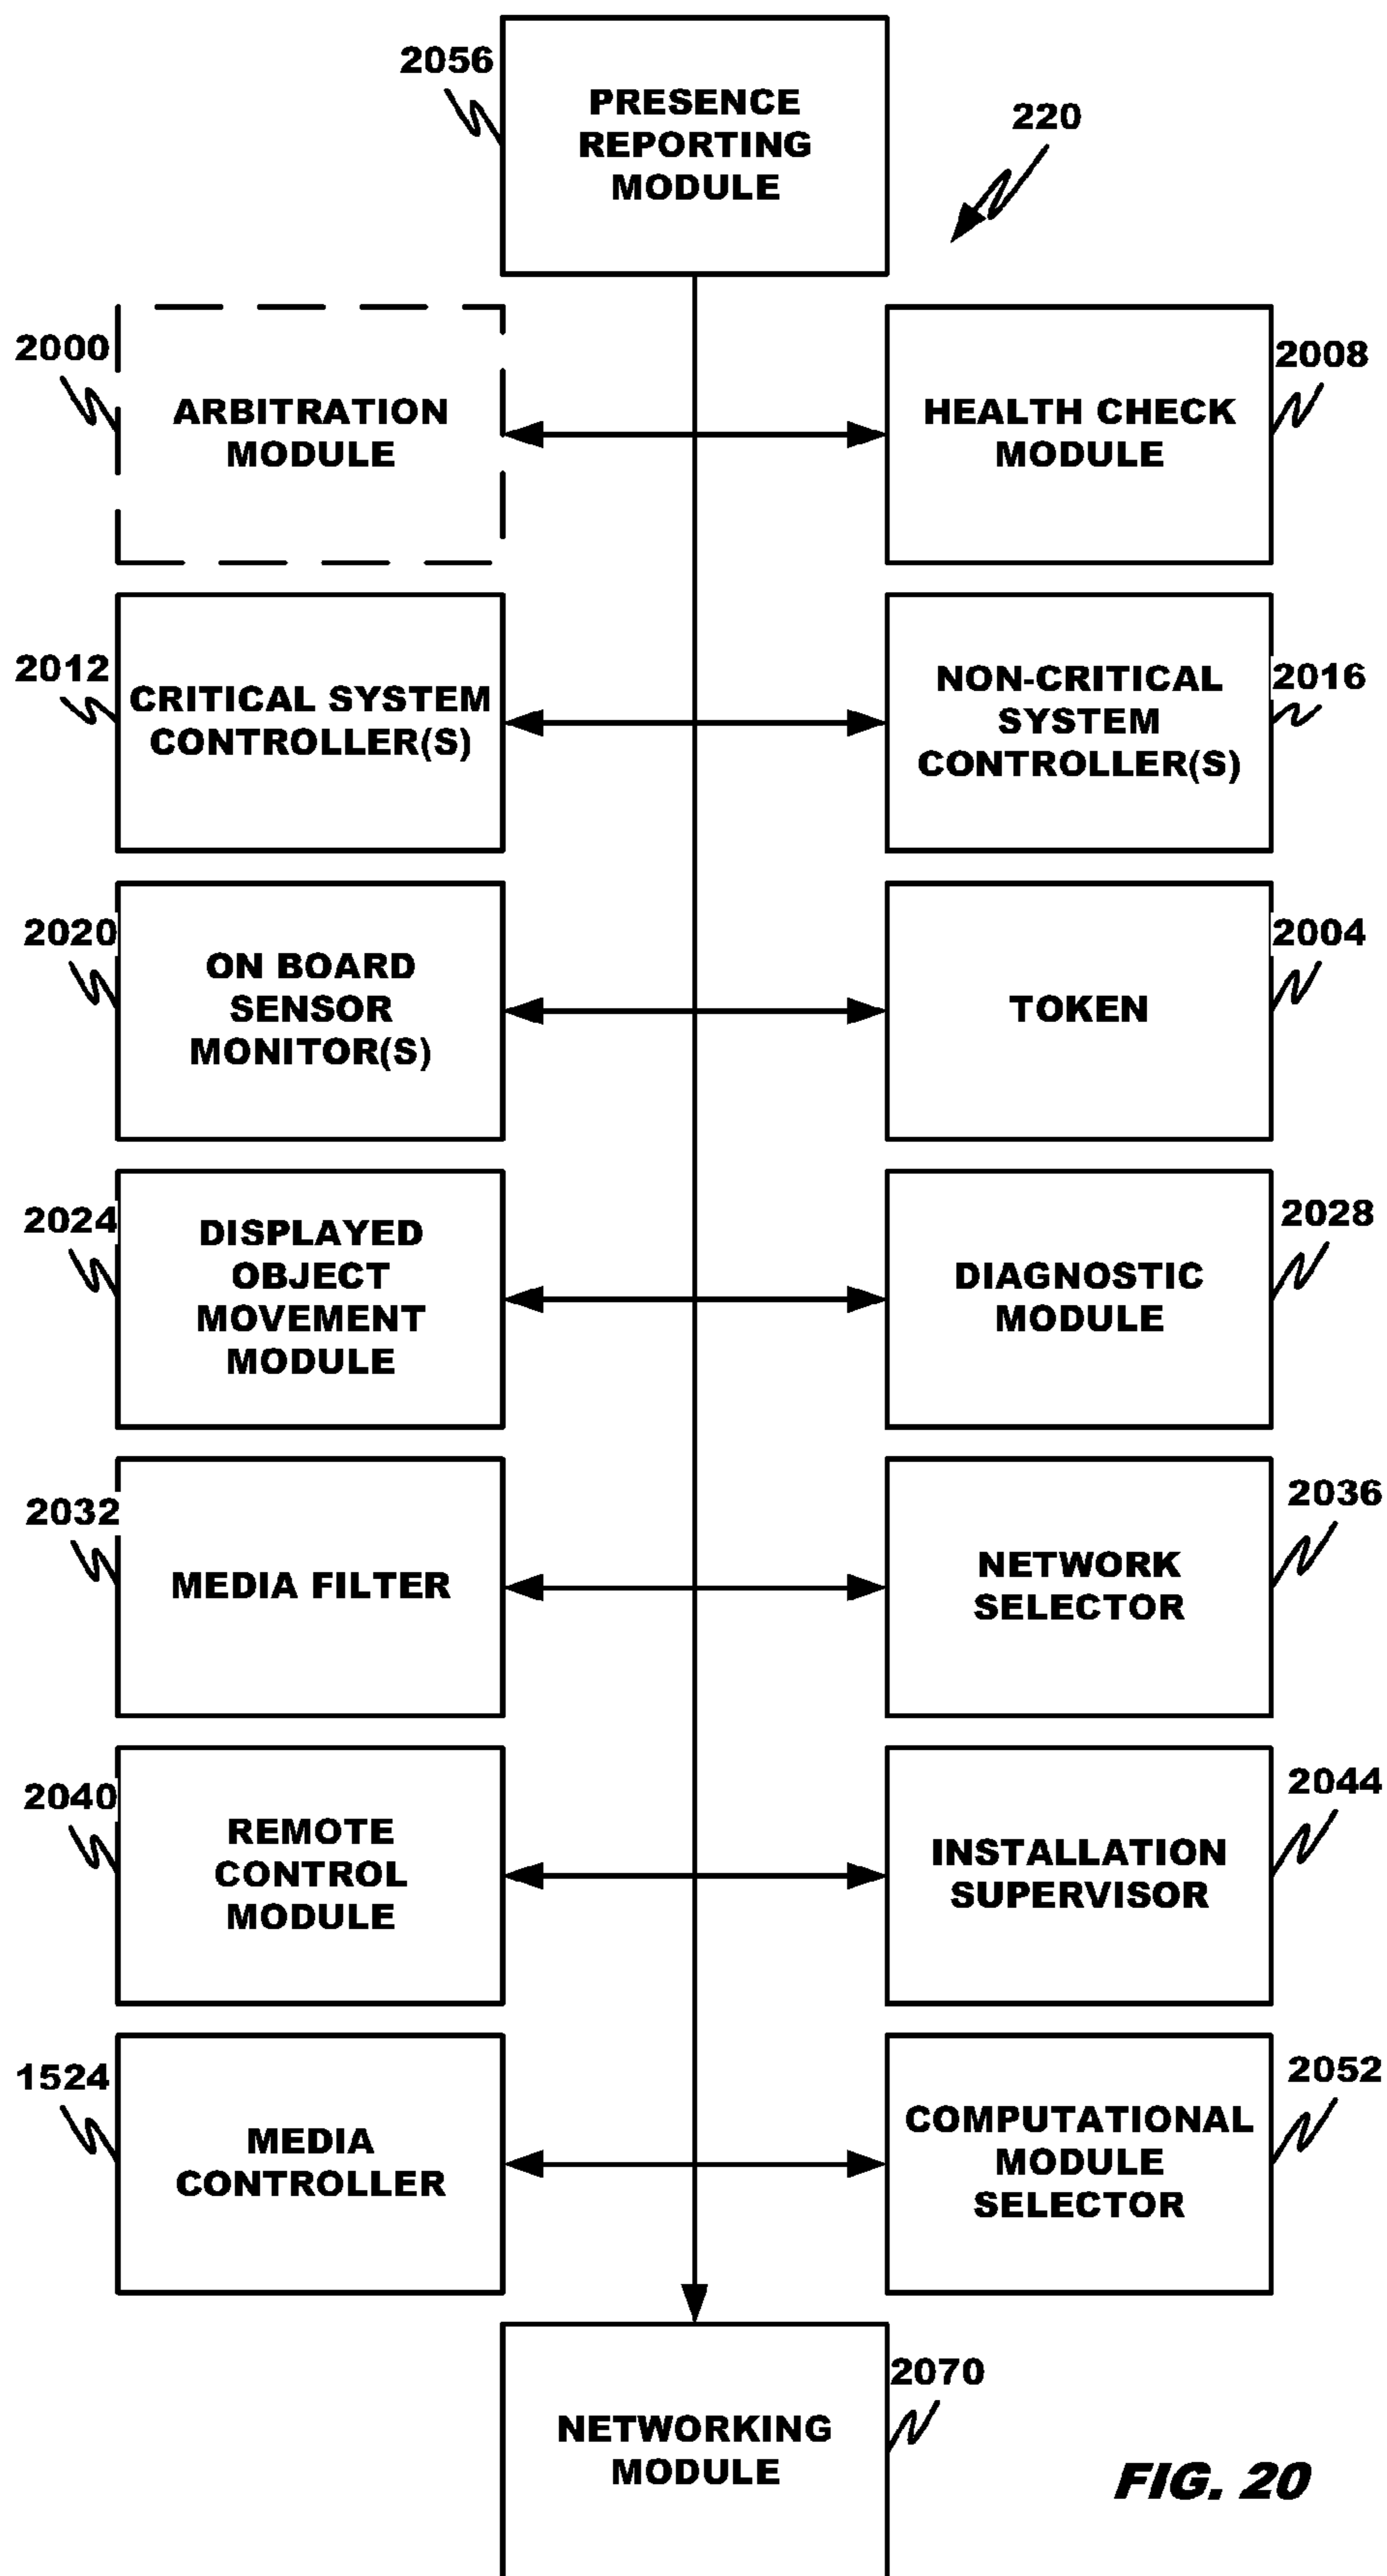 2056
PRESENCE
REPORTING
MODULE
220
2000
ARBITRATION
MODULE
HEALTH CHECK
MODULE
2008
2012
CRITICAL SYSTEM
CONTROLLER(S)
NON-CRITICAL
SYSTEM
CONTROLLER(S)
2016
2020
ON BOARD
SENSOR
MONITOR(S)
TOKEN
2004
2024
DISPLAYED
OBJECT
MOVEMENT
MODULE
DIAGNOSTIC
MODULE
2028
2032
MEDIA FILTER
NETWORK
SELECTOR
2036
2040
REMOTE
CONTROL
MODULE
INSTALLATION
SUPERVISOR
2044
1524
MEDIA
CONTROLLER
COMPUTATIONAL
MODULE
SELECTOR
2052
NETWORKING
MODULE
2070
FIG. 20